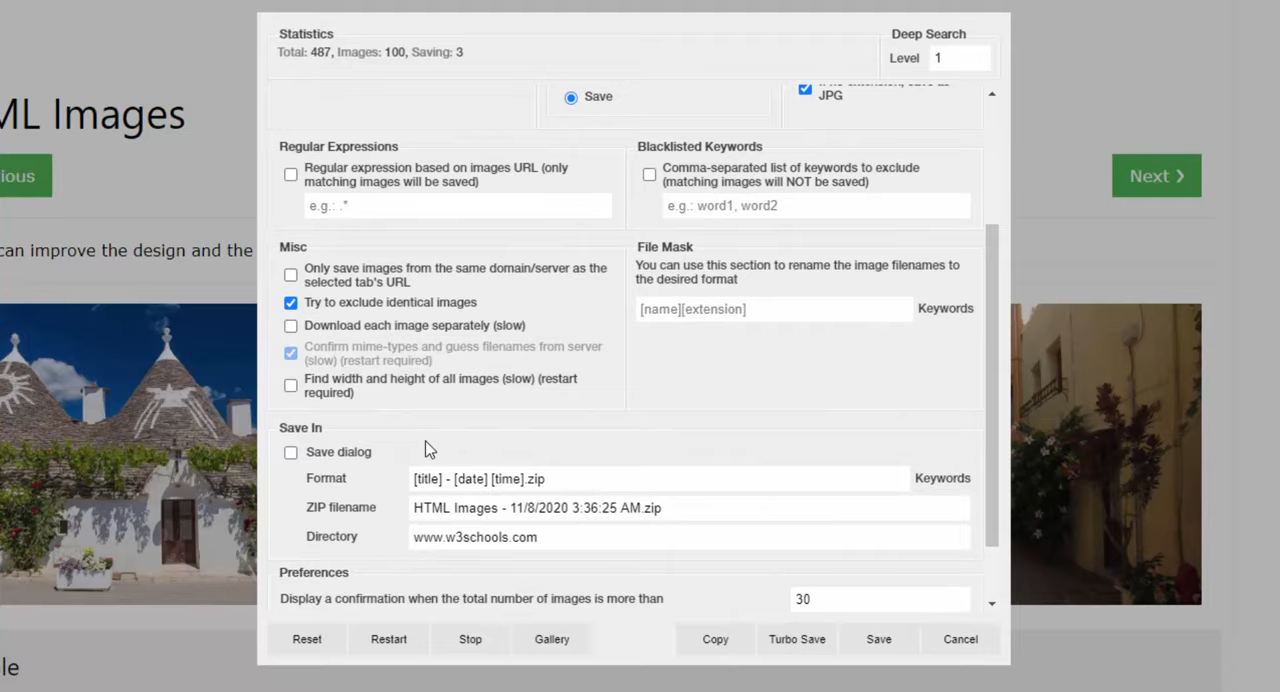 Statistics
Deep Search
Total: 487, Images: 100, Saving: 3
Level 1
Save
JPG
ML Images
ious
Next ❯
can improve the design and the
Regular Expressions
Regular expression based on images URL (only
matching images will be saved)
e.g.: .*
Blacklisted Keywords
Comma-separated list of keywords to exclude
(matching images will NOT be saved)
e.g.: word1, word2
Misc
Only save images from the same domain/server as the
selected tab's URL
Try to exclude identical images
Download each image separately (slow)
Confirm mime-types and guess filenames from server
(slow) (restart required)
Find width and height of all images (slow) (restart
required)
File Mask
You can use this section to rename the image filenames to
the desired format
[name][extension] Keywords
Save In
Save dialog
Format [title] - [date] [time].zip Keywords
ZIP filename HTML Images - 11/8/2020 3:36:25 AM.zip
Directory www.w3schools.com
Preferences
Display a confirmation when the total number of images is more than 30
Reset Restart Stop Gallery Copy Turbo Save Save Cancel
le